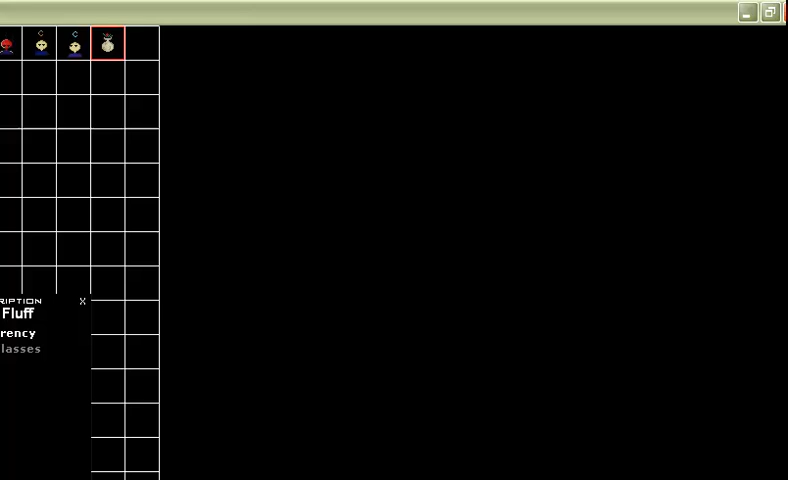 C C
RIPTION X
Fluff
rency
lasses